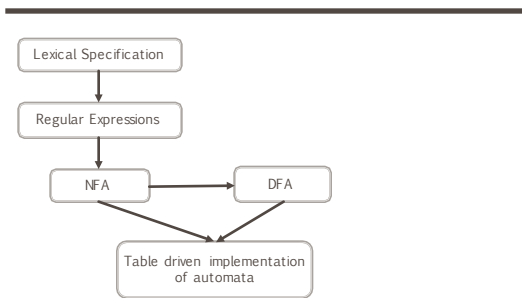 Lexical Specification
Regular Expressions
NFA
DFA
Table driven implementation
of automata